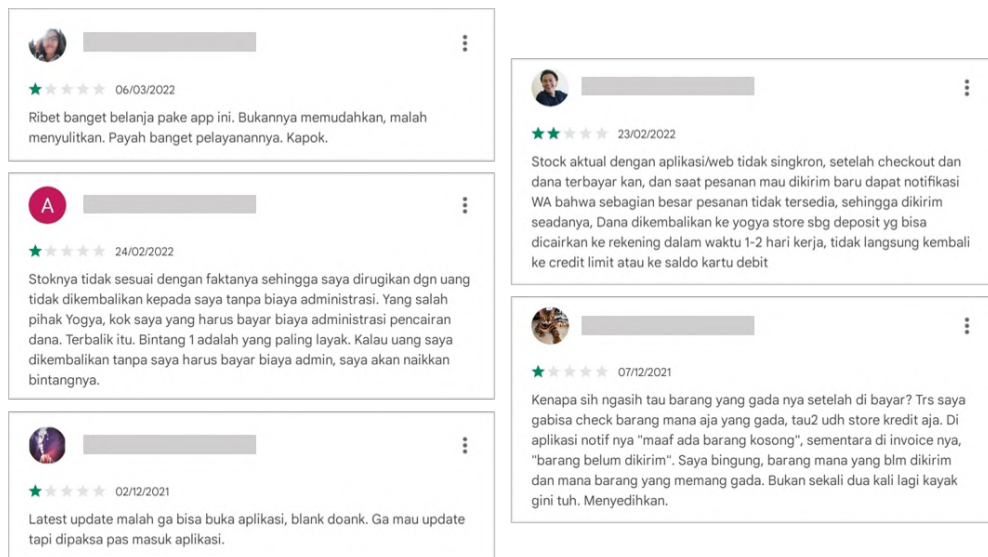 06/03/2022
Ribet banget belanja pake app ini. Bukannya memudahkan, malah
menyulitkan. Payah banget pelayanannya. Kapok.
A
24/02/2022
Stoknya tidak sesuai dengan faktanya sehingga saya dirugikan dgn uang
tidak dikembalikan kepada saya tanpa biaya administrasi. Yang salah
pihak Yogya, kok saya yang harus bayar biaya administrasi pencairan
dana. Terbalik itu. Bintang 1 adalah yang paling layak. Kalau uang saya
dikembalikan tanpa saya harus bayar biaya admin, saya akan naikkan
bintangnya.
02/12/2021
Latest update malah ga bisa buka aplikasi, blank doank. Ga mau update
tapi dipaksa pas masuk aplikasi.
23/02/2022
Stock aktual dengan aplikasi/web tidak singkron, setelah checkout dan
dana terbayar kan, dan saat pesanan mau dikirim baru dapat notifikasi
WA bahwa sebagian besar pesanan tidak tersedia, sehingga dikirim
seadanya, Dana dikembalikan ke yogya store sbg deposit yg bisa
dicairkan ke rekening dalam waktu 1-2 hari kerja, tidak langsung kembali
ke credit limit atau ke saldo kartu debit
07/12/2021
Kenapa sih ngasih tau barang yang gada nya setelah di bayar? Trs saya
gabisa check barang mana aja yang gada, tau2 udh store kredit aja. Di
aplikasi notif nya "maaf ada barang kosong", sementara di invoice nya,
"barang belum dikirim". Saya bingung, barang mana yang blm dikirim
dan mana barang yang memang gada. Bukan sekali dua kali lagi kayak
gini tuh. Menyedihkan.